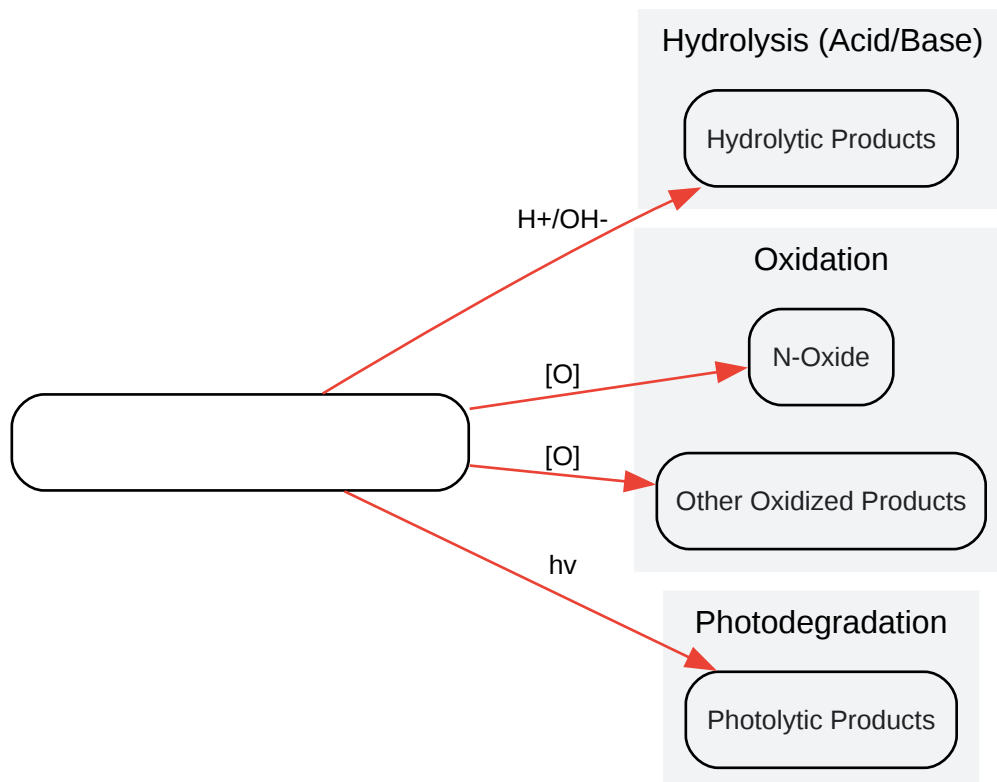 Hydrolysis (Acid/Base)
Hydrolytic Products
H+/OH-
Oxidation
N-Oxide
[O]
[O]
Other Oxidized Products
hv
Photodegradation
Photolytic Products